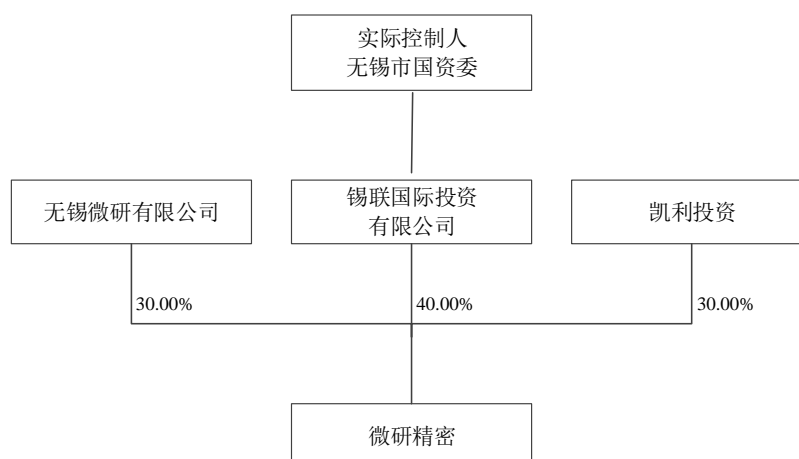 实际控制人
无锡市国资委
无锡微研有限公司
锡联国际投资
有限公司
凯利投资
30.00%
40.00%
30.00%
微研精密